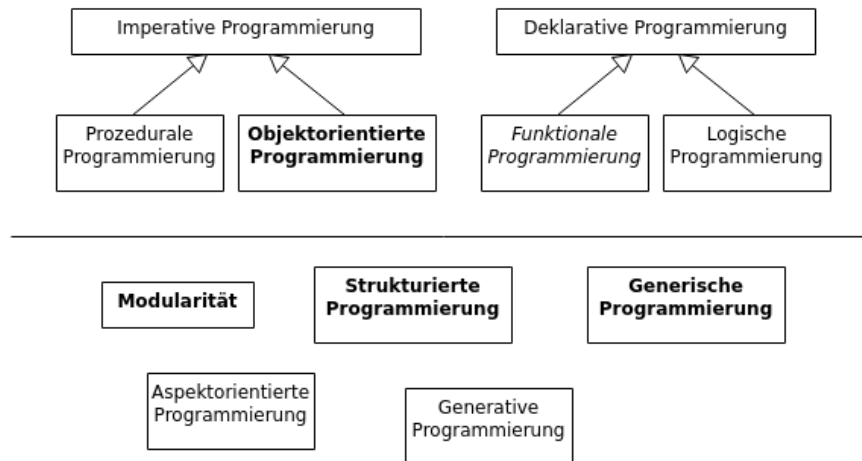 Imperative Programmierung
Deklarative Programmierung
Prozedurale
Programmierung
Objektorientierte
Programmierung
Funktionale
Programmierung
Logische
Programmierung
Modularität
Strukturierte
Programmierung
Generische
Programmierung
Aspektorientierte
Programmierung
Generative
Programmierung